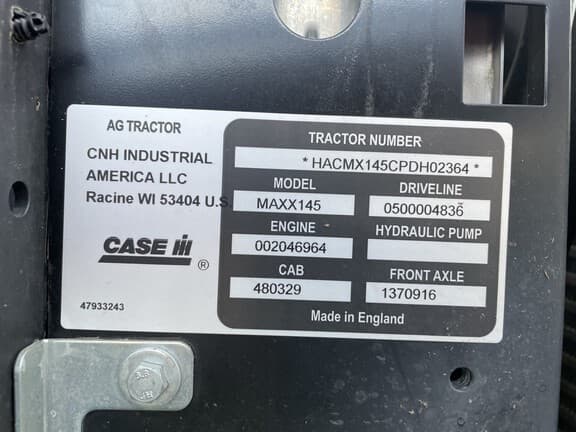 AG TRACTOR
CNH INDUSTRIAL
AMERICA LLC
Racine WI 53404 U.S.
CASE IH ®
47933243
TRACTOR NUMBER
* HACMX145CPDH02364 *
MODEL DRIVELINE
MAXX145 0500004836
ENGINE HYDRAULIC PUMP
002046964
CAB FRONT AXLE
480329 1370916
Made in England